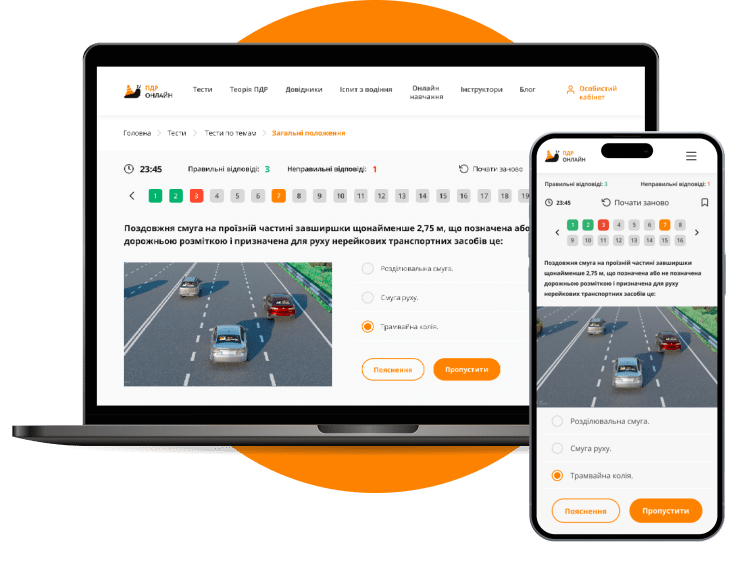 ПДР
ОНЛАЙН
Тести
Теорія ПДР
Довідники
Іспит з водіння
Онлайн
навчання
Інструктори
Блог
Особистий
кабінет
Головна > Тести > Тести по темам > Загальні положення
23:45 Правильні відповіді: 3 Неправильні відповіді: 1 Почати заново
1 2 3 4 5 6 7 8 9 10 11 12 13 14 15 16 17 18 19
Поздовжня смуга на проїзній частині завширшки щонайменше 2,75 м, що позначена або
дорожньою розміткою і призначена для руху нерейкових транспортних засобів це:
Розділювальна смуга.
Смуга руху.
Трамвайна колія.
Пояснення Пропустити
ПДР
ОНЛАЙН
Правильні відповіді: 3 Неправильні відповіді: 1
23:45 Почати заново
1 2 3 4 5 6 7 8
9 10 11 12 13 14 15 16
Поздовжня смуга на проїзній частині завширшки
щонайменше 2,75 м, що позначена або не позначена
дорожньою розміткою і призначена для руху
нерейкових транспортних засобів це:
Розділювальна смуга.
Смуга руху.
Трамвайна колія.
Пояснення Пропустити